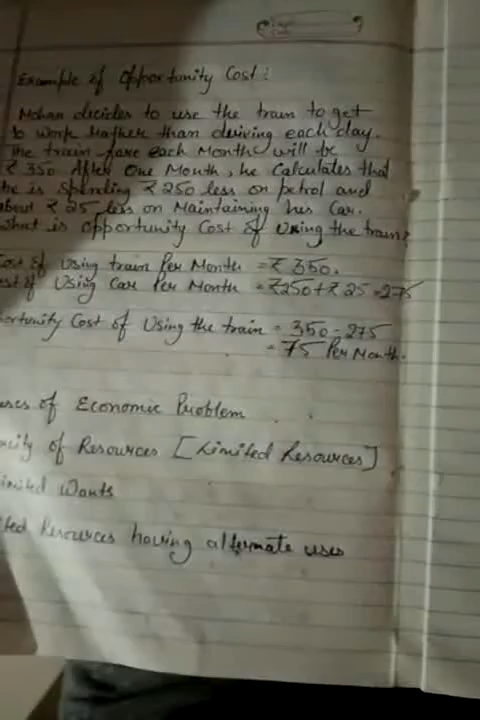 Example of Opportunity Cost:
Mohan decides to use the train to get
to work rather than deriving each day.
The train fare each Month will be
₹350 After One Month, he Calculates that
he is spending ₹250 less on petrol and
about ₹25 less on Maintaining his Car.
What is Opportunity Cost of Using the train?
Cost of Using train Per Month = ₹350.
Cost of Using Car Per Month = ₹250+₹25=275
Opportunity Cost of Using the train = 350-275
= 75 Per Month.
of Economic Problem
of Resources [Limited Resources]
Wants
Resources having alternate uses